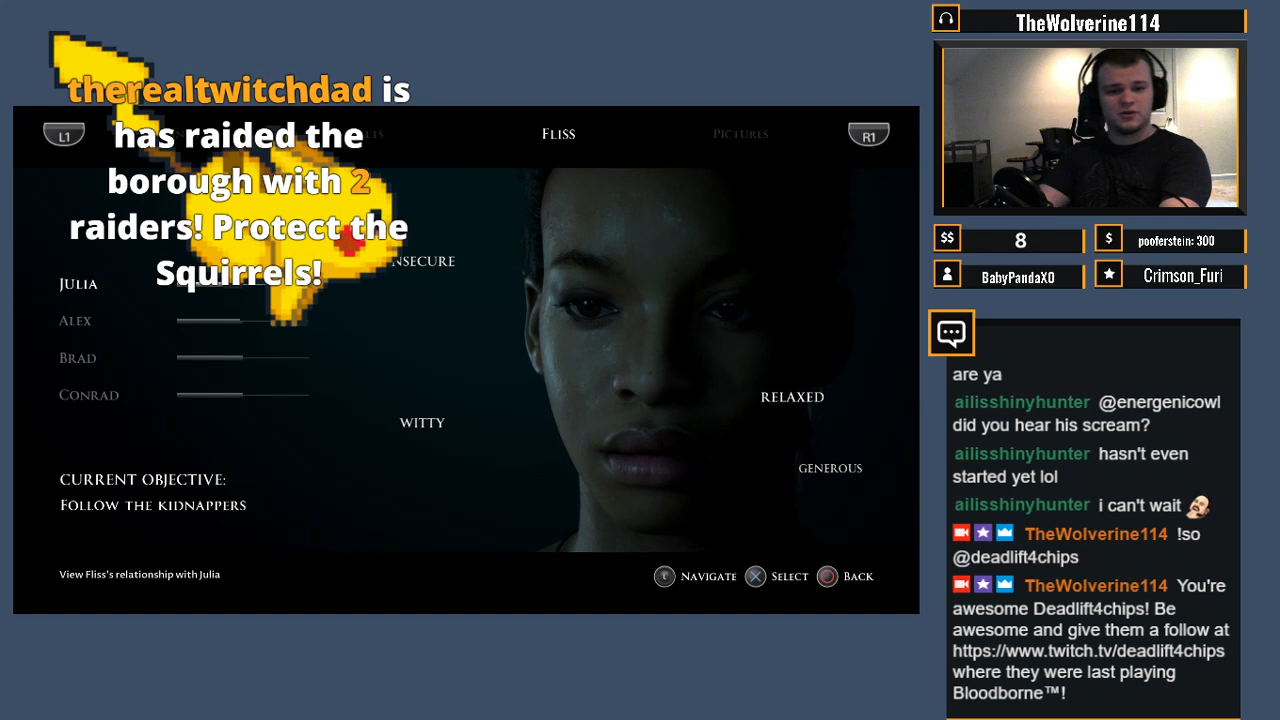 TheWolverine114
therealtwitchdad is
has raided the
borough with 2
raiders! Protect the
Squirrels!
L1
FLISS
PICTURES
R1
JULIA
ALEX
BRAD
CONRAD
WITTY
RELAXED
GENEROUS
CURRENT OBJECTIVE:
FOLLOW THE KIDNAPPERS
View Fliss's relationship with Julia
L NAVIGATE SELECT BACK
$$ 8
$ pooferstein: 300
BabyPandaXO
Crimson_Furi
are ya
ailisshinyhunter @energenicowl
did you hear his scream?
ailisshinyhunter hasn't even
started yet lol
ailisshinyhunter i can't wait
TheWolverine114 !so
@deadlift4chips
TheWolverine114 You're
awesome Deadlift4chips! Be
awesome and give them a follow at
https://www.twitch.tv/deadlift4chips
where they were last playing
Bloodborne™!